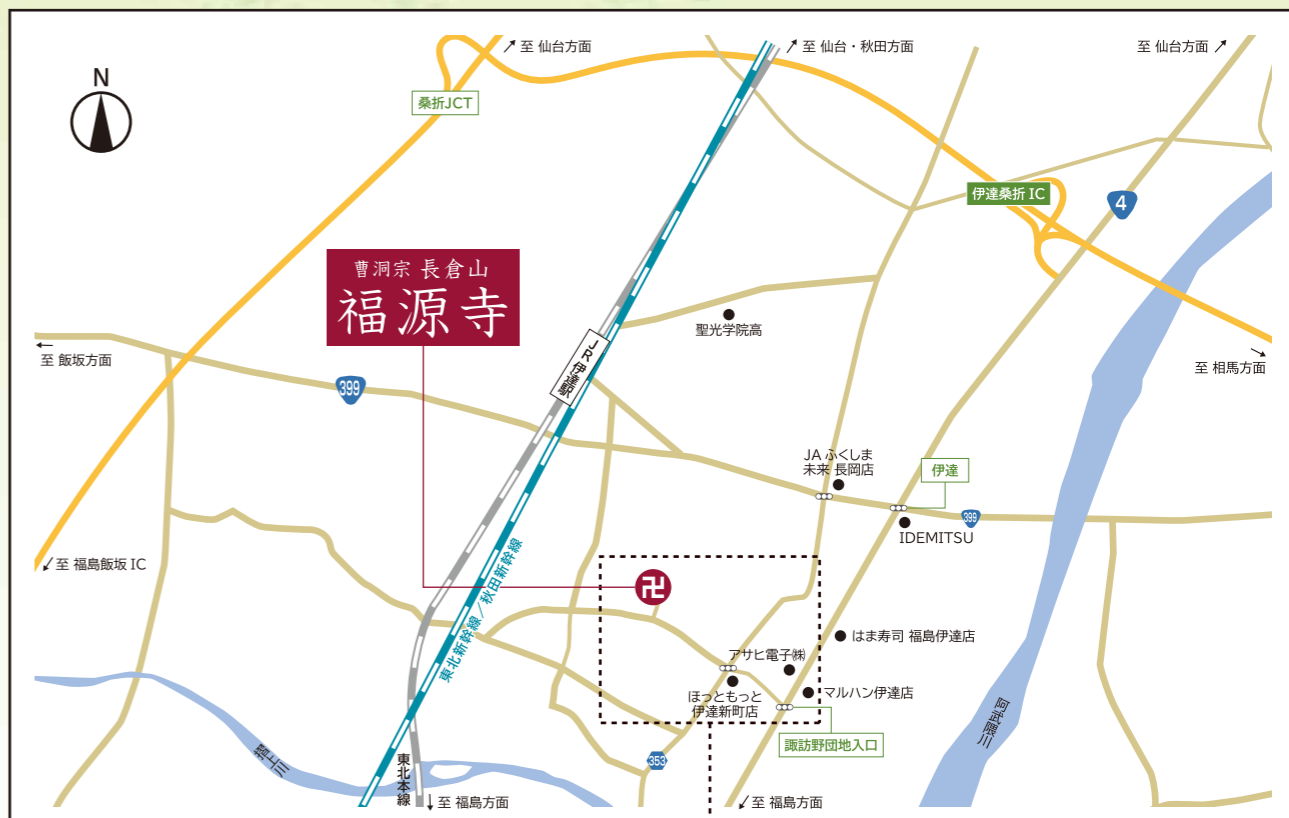 ↗ 至 仙台方面
↗ 至 仙台・秋田方面
至 仙台方面 ↗
N
桑折JCT
伊達桑折 IC
4
曹洞宗 長倉山
福源寺
聖光学院高
JR 伊達駅
←
至 飯坂方面
至 相馬方面
399
JA ふくしま
未来 長岡店
伊達
399
IDEMITSU
↙ 至 福島飯坂 IC
東北新幹線／秋田新幹線
卍
はま寿司 福島伊達店
アサヒ電子㈱
ほっともっと
伊達新町店
マルハン伊達店
阿武隈川
諏訪野団地入口
摺上川
353
東北本線
↓ 至 福島方面
↙ 至 福島方面